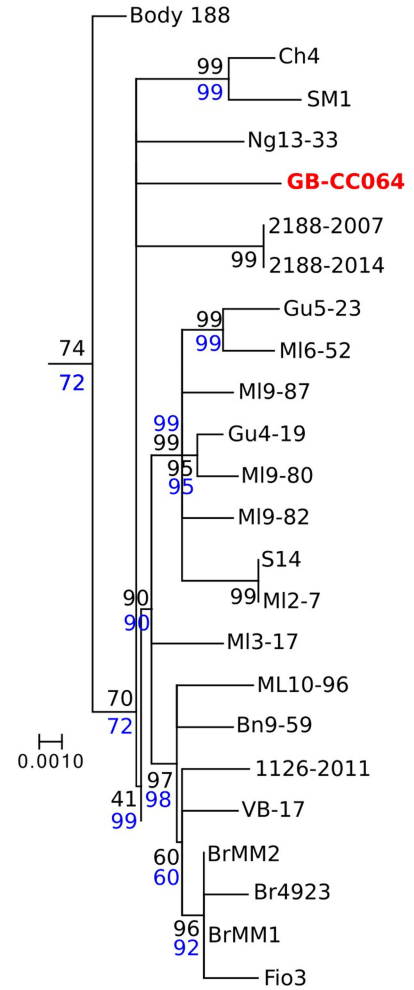 Body 188
Ch4
99
99
SM1
Ng13-33
GB-CC064
2188-2007
99
2188-2014
Gu5-23
99
99
Ml6-52
74
72
Ml9-87
99
99
Gu4-19
95
95
Ml9-80
Ml9-82
S14
99
Ml2-7
90
90
Ml3-17
70
72
ML10-96
Bn9-59
0.0010
1126-2011
97
98
41
99
VB-17
60
60
BrMM2
Br4923
96
92
BrMM1
Fio3